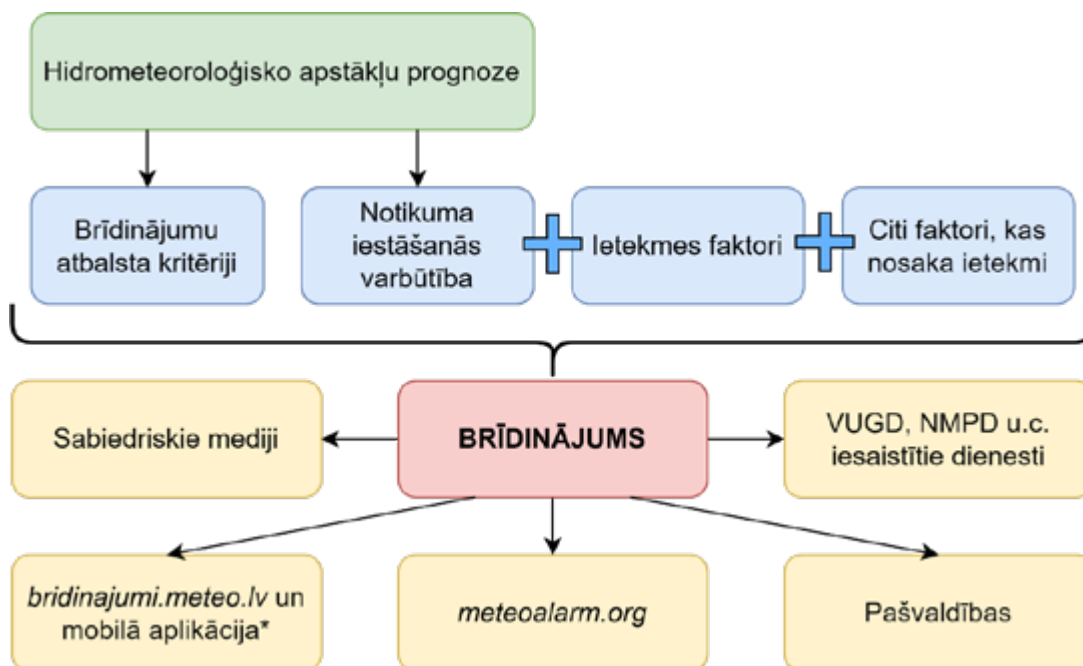 Hidrometeoroloģisko apstākļu prognoze
Brīdinājumu
atbalsta kritēriji
Notikuma
iestāšanās
varbūtība
Ietekmes faktori
Citi faktori, kas
nosaka ietekmi
Sabiedriskie mediji
BRĪDINĀJUMS
VUGD, NMPD u.c.
iesaistītie dienesti
bridinajumi.meteo.lv un
mobilā aplikācija*
meteoalarm.org
Pašvaldības